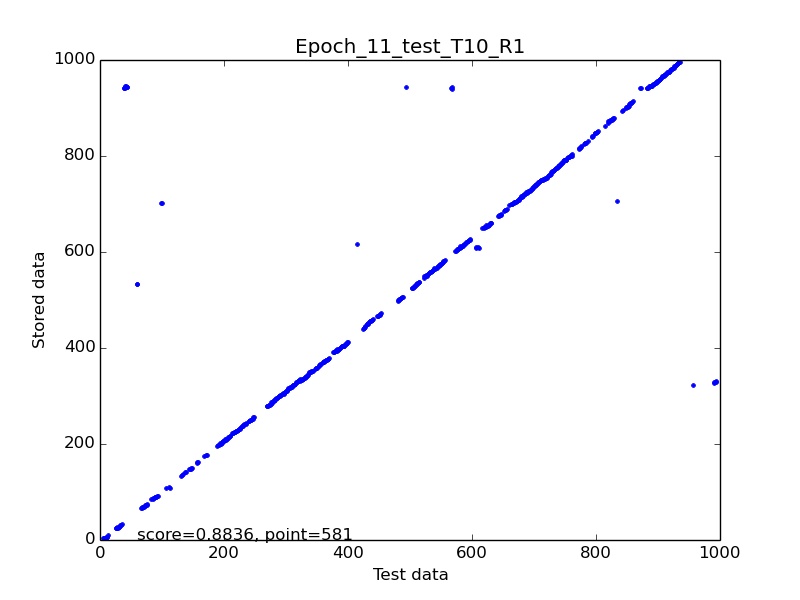 Epoch_11_test_T10_R1
1000
800
600
400
200
0
Stored data
score=0.8836, point=581
0 200 400 600 800 1000
Test data